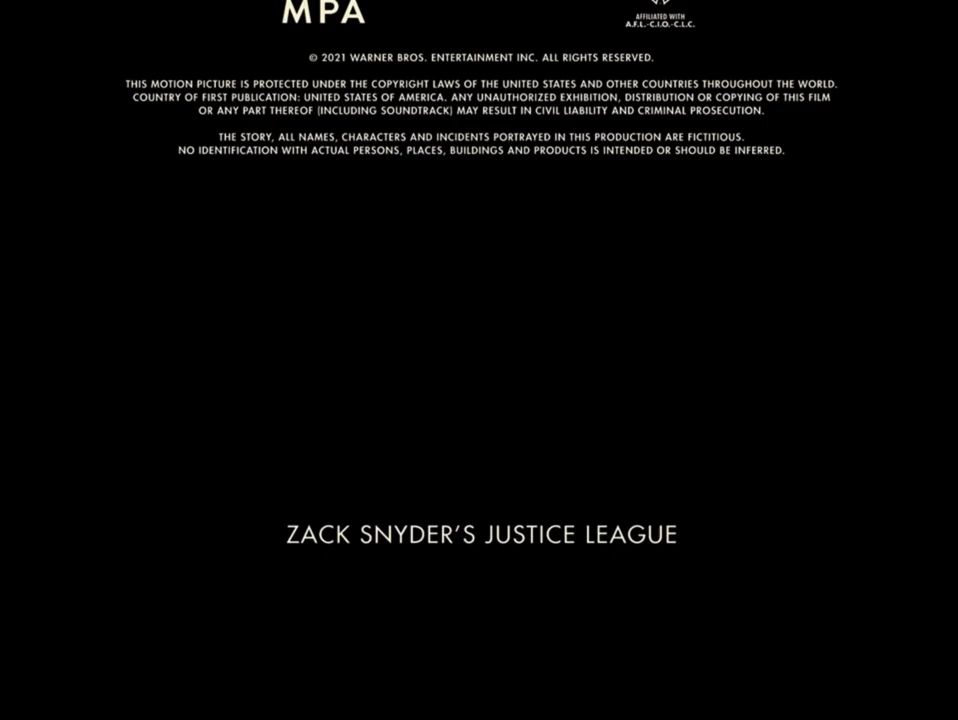 MPA
AFFILIATED WITH
A.F.L.-C.I.O.-C.L.C.
© 2021 WARNER BROS. ENTERTAINMENT INC. ALL RIGHTS RESERVED.
THIS MOTION PICTURE IS PROTECTED UNDER THE COPYRIGHT LAWS OF THE UNITED STATES AND OTHER COUNTRIES THROUGHOUT THE WORLD.
COUNTRY OF FIRST PUBLICATION: UNITED STATES OF AMERICA. ANY UNAUTHORIZED EXHIBITION, DISTRIBUTION OR COPYING OF THIS FILM
OR ANY PART THEREOF (INCLUDING SOUNDTRACK) MAY RESULT IN CIVIL LIABILITY AND CRIMINAL PROSECUTION.
THE STORY, ALL NAMES, CHARACTERS AND INCIDENTS PORTRAYED IN THIS PRODUCTION ARE FICTITIOUS.
NO IDENTIFICATION WITH ACTUAL PERSONS, PLACES, BUILDINGS AND PRODUCTS IS INTENDED OR SHOULD BE INFERRED.
ZACK SNYDER'S JUSTICE LEAGUE